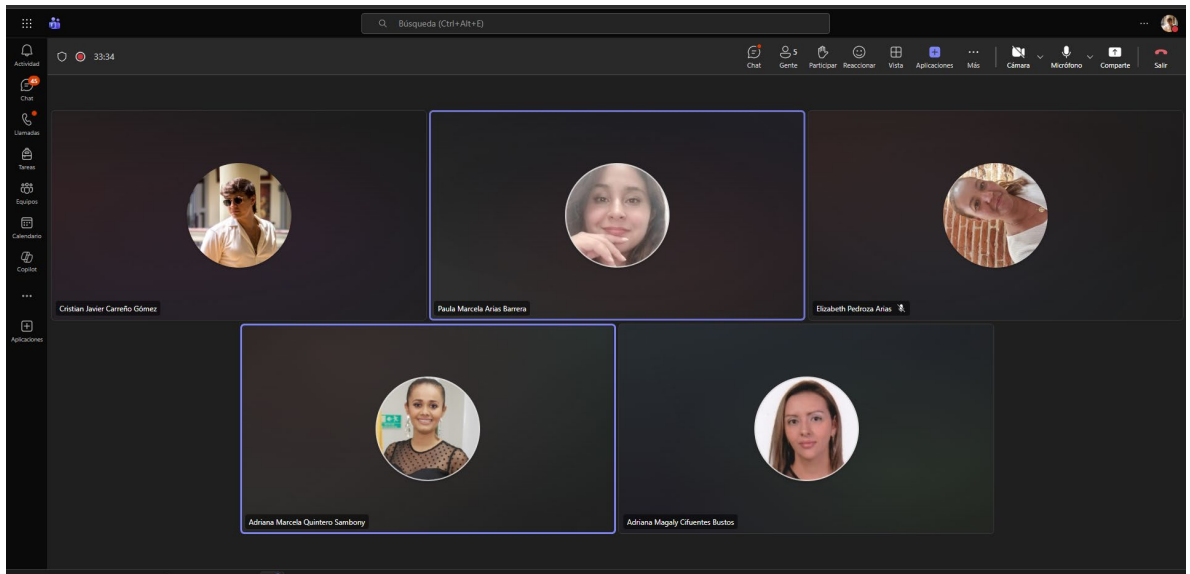 Búsqueda (Ctrl+Alt+E)
Actividad
45
Chat
Llamadas
Tareas
Equipos
Calendario
Copilot
Aplicaciones
33:34
Chat
5
Gente
Participar
Reaccionar
Vista
Aplicaciones
Más
Cámara
Micrófono
Comparte
Salir
Cristian Javier Carreño Gómez
Paula Marcela Arias Barrera
Elizabeth Pedroza Arias
Adriana Marcela Quintero Sambony
Adriana Magaly Cifuentes Bustos